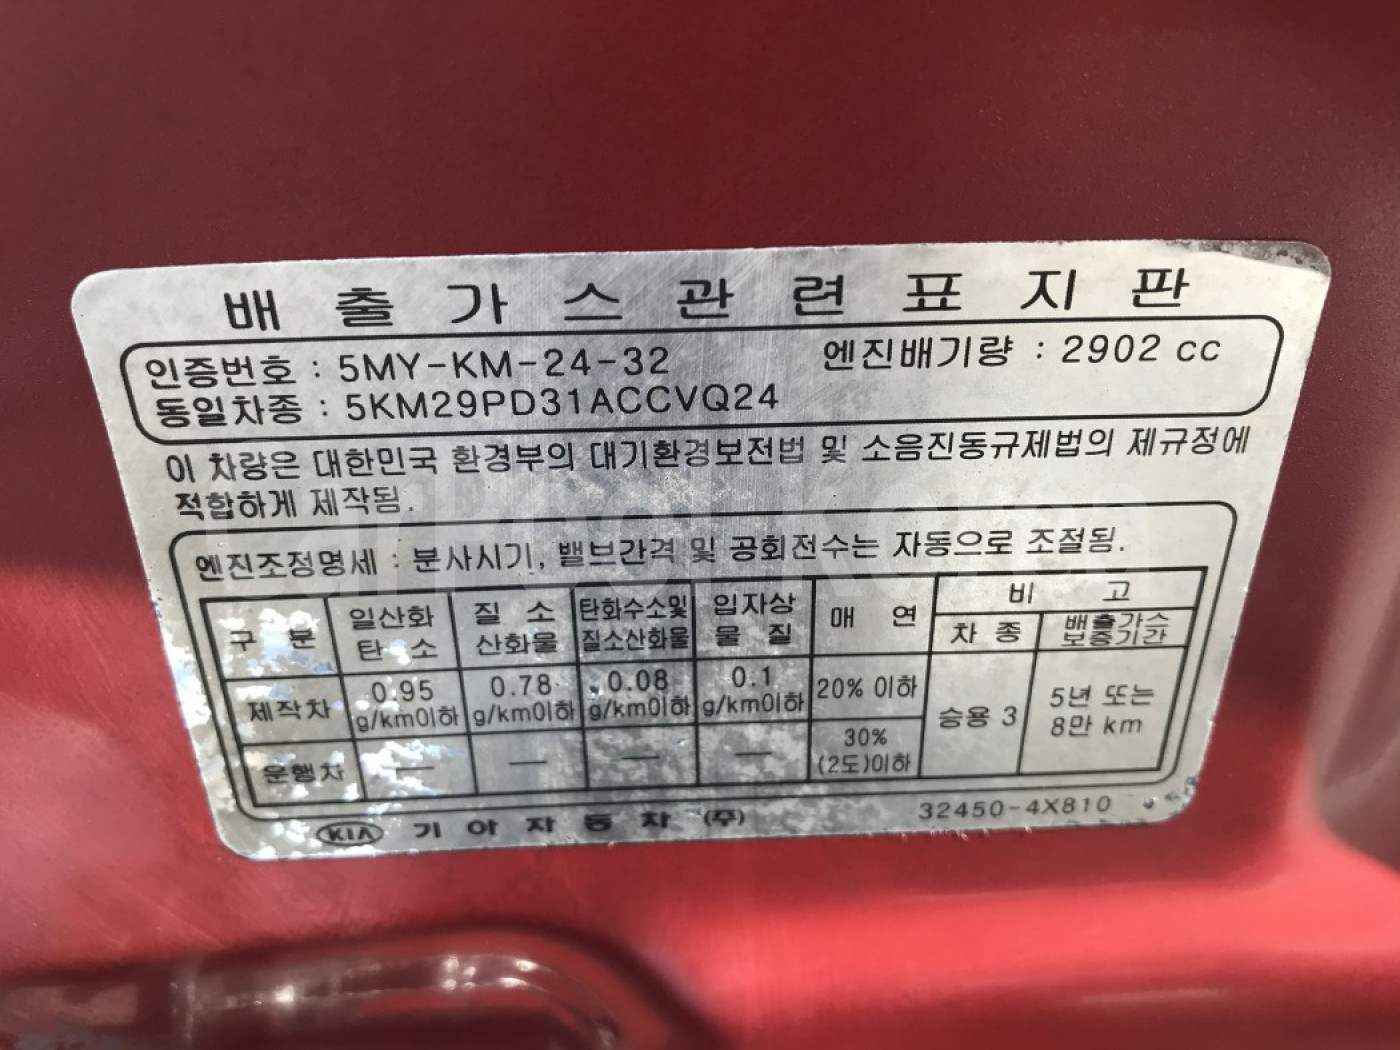 배 출 가 스 관 련 표 지 판
인증번호 : 5MY-KM-24-32 엔진배기량 : 2902 cc
동일차종 : 5KM29PD31ACCVQ24
이 차량은 대한민국 환경부의 대기환경보전법 및 소음진동규제법의 제규정에
적합하게 제작됨.
엔진조정명세 : 분사시기, 밸브간격 및 공회전수는 자동으로 조절됨.
구 분 일산화 탄 소 질 소 산화물 탄화수소및 질소산화물 입자상 물 질 매 연 비 고
차 종 배출가스 보증기간
제작차 0.95 g/km이하 0.78 g/km이하 0.08 g/km이하 0.1 g/km이하 20% 이하 승용 3 5년 또는 8만 km
운행차 — — — — 30% (2도)이하
KIA 기 아 자 동 차 (주) 32450-4X810